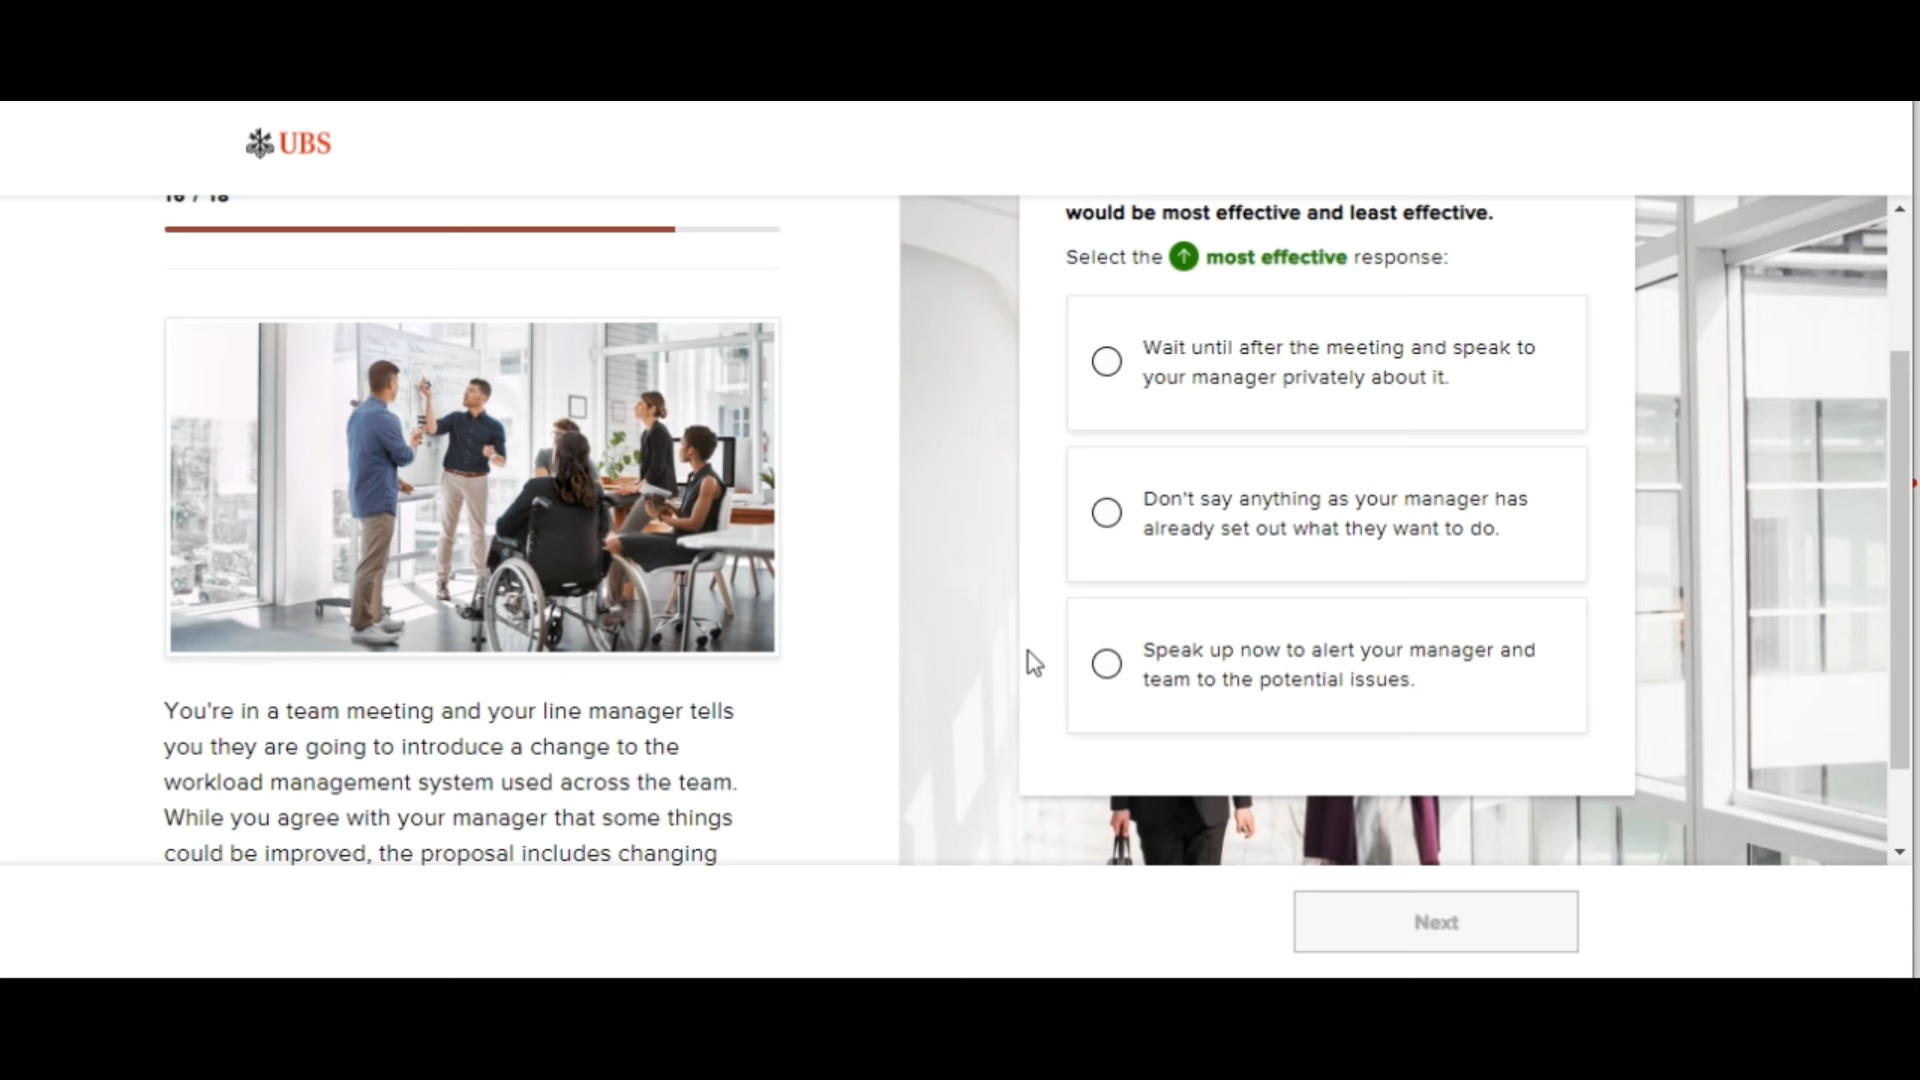 UBS
16 / 18
You're in a team meeting and your line manager tells
you they are going to introduce a change to the
workload management system used across the team.
While you agree with your manager that some things
could be improved, the proposal includes changing
would be most effective and least effective.
Select the most effective response:
Wait until after the meeting and speak to
your manager privately about it.
Don't say anything as your manager has
already set out what they want to do.
Speak up now to alert your manager and
team to the potential issues.
Next